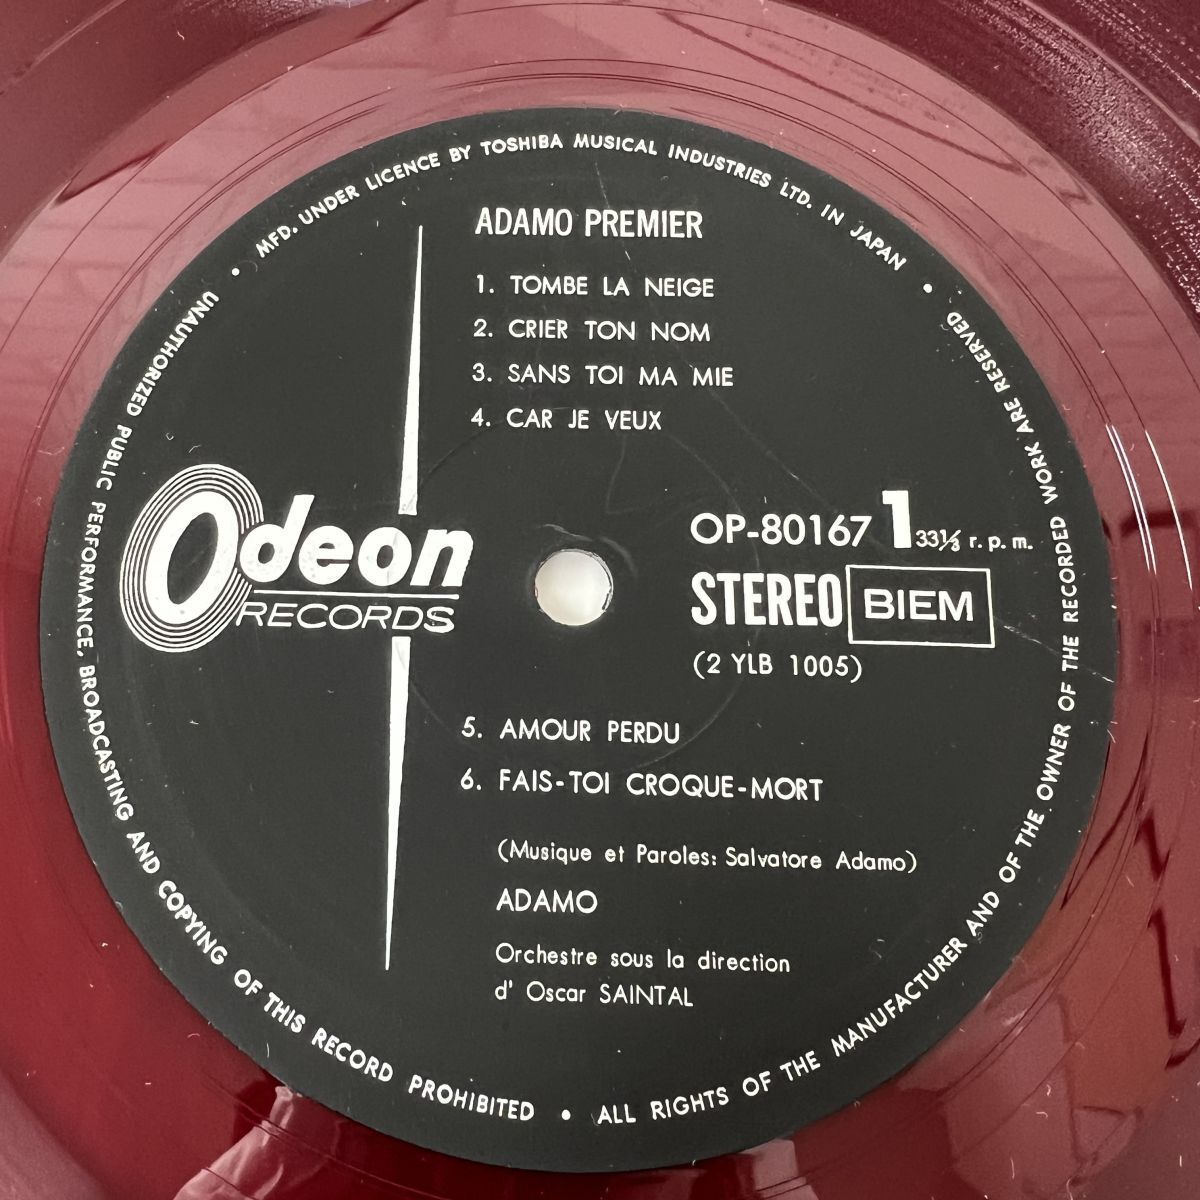 MFD. UNDER LICENCE BY TOSHIBA MUSICAL INDUSTRIES LTD. IN JAPAN •
ADAMO PREMIER
1. TOMBE LA NEIGE
2. CRIER TON NOM
3. SANS TOI MA MIE
4. CAR JE VEUX
Odeon
RECORDS
OP-80167 1 33⅓ r.p.m.
STEREO BIEM
(2 YLB 1005)
5. AMOUR PERDU
6. FAIS-TOI CROQUE-MORT
(Musique et Paroles: Salvatore Adamo)
ADAMO
Orchestre sous la direction
d' Oscar SAINTAL
ALL RIGHTS OF THE MANUFACTURER AND OF THE OWNER OF THE RECORDED WORK ARE RESERVED •
UNAUTHORIZED PUBLIC PERFORMANCE, BROADCASTING AND COPYING OF THIS RECORD PROHIBITED •